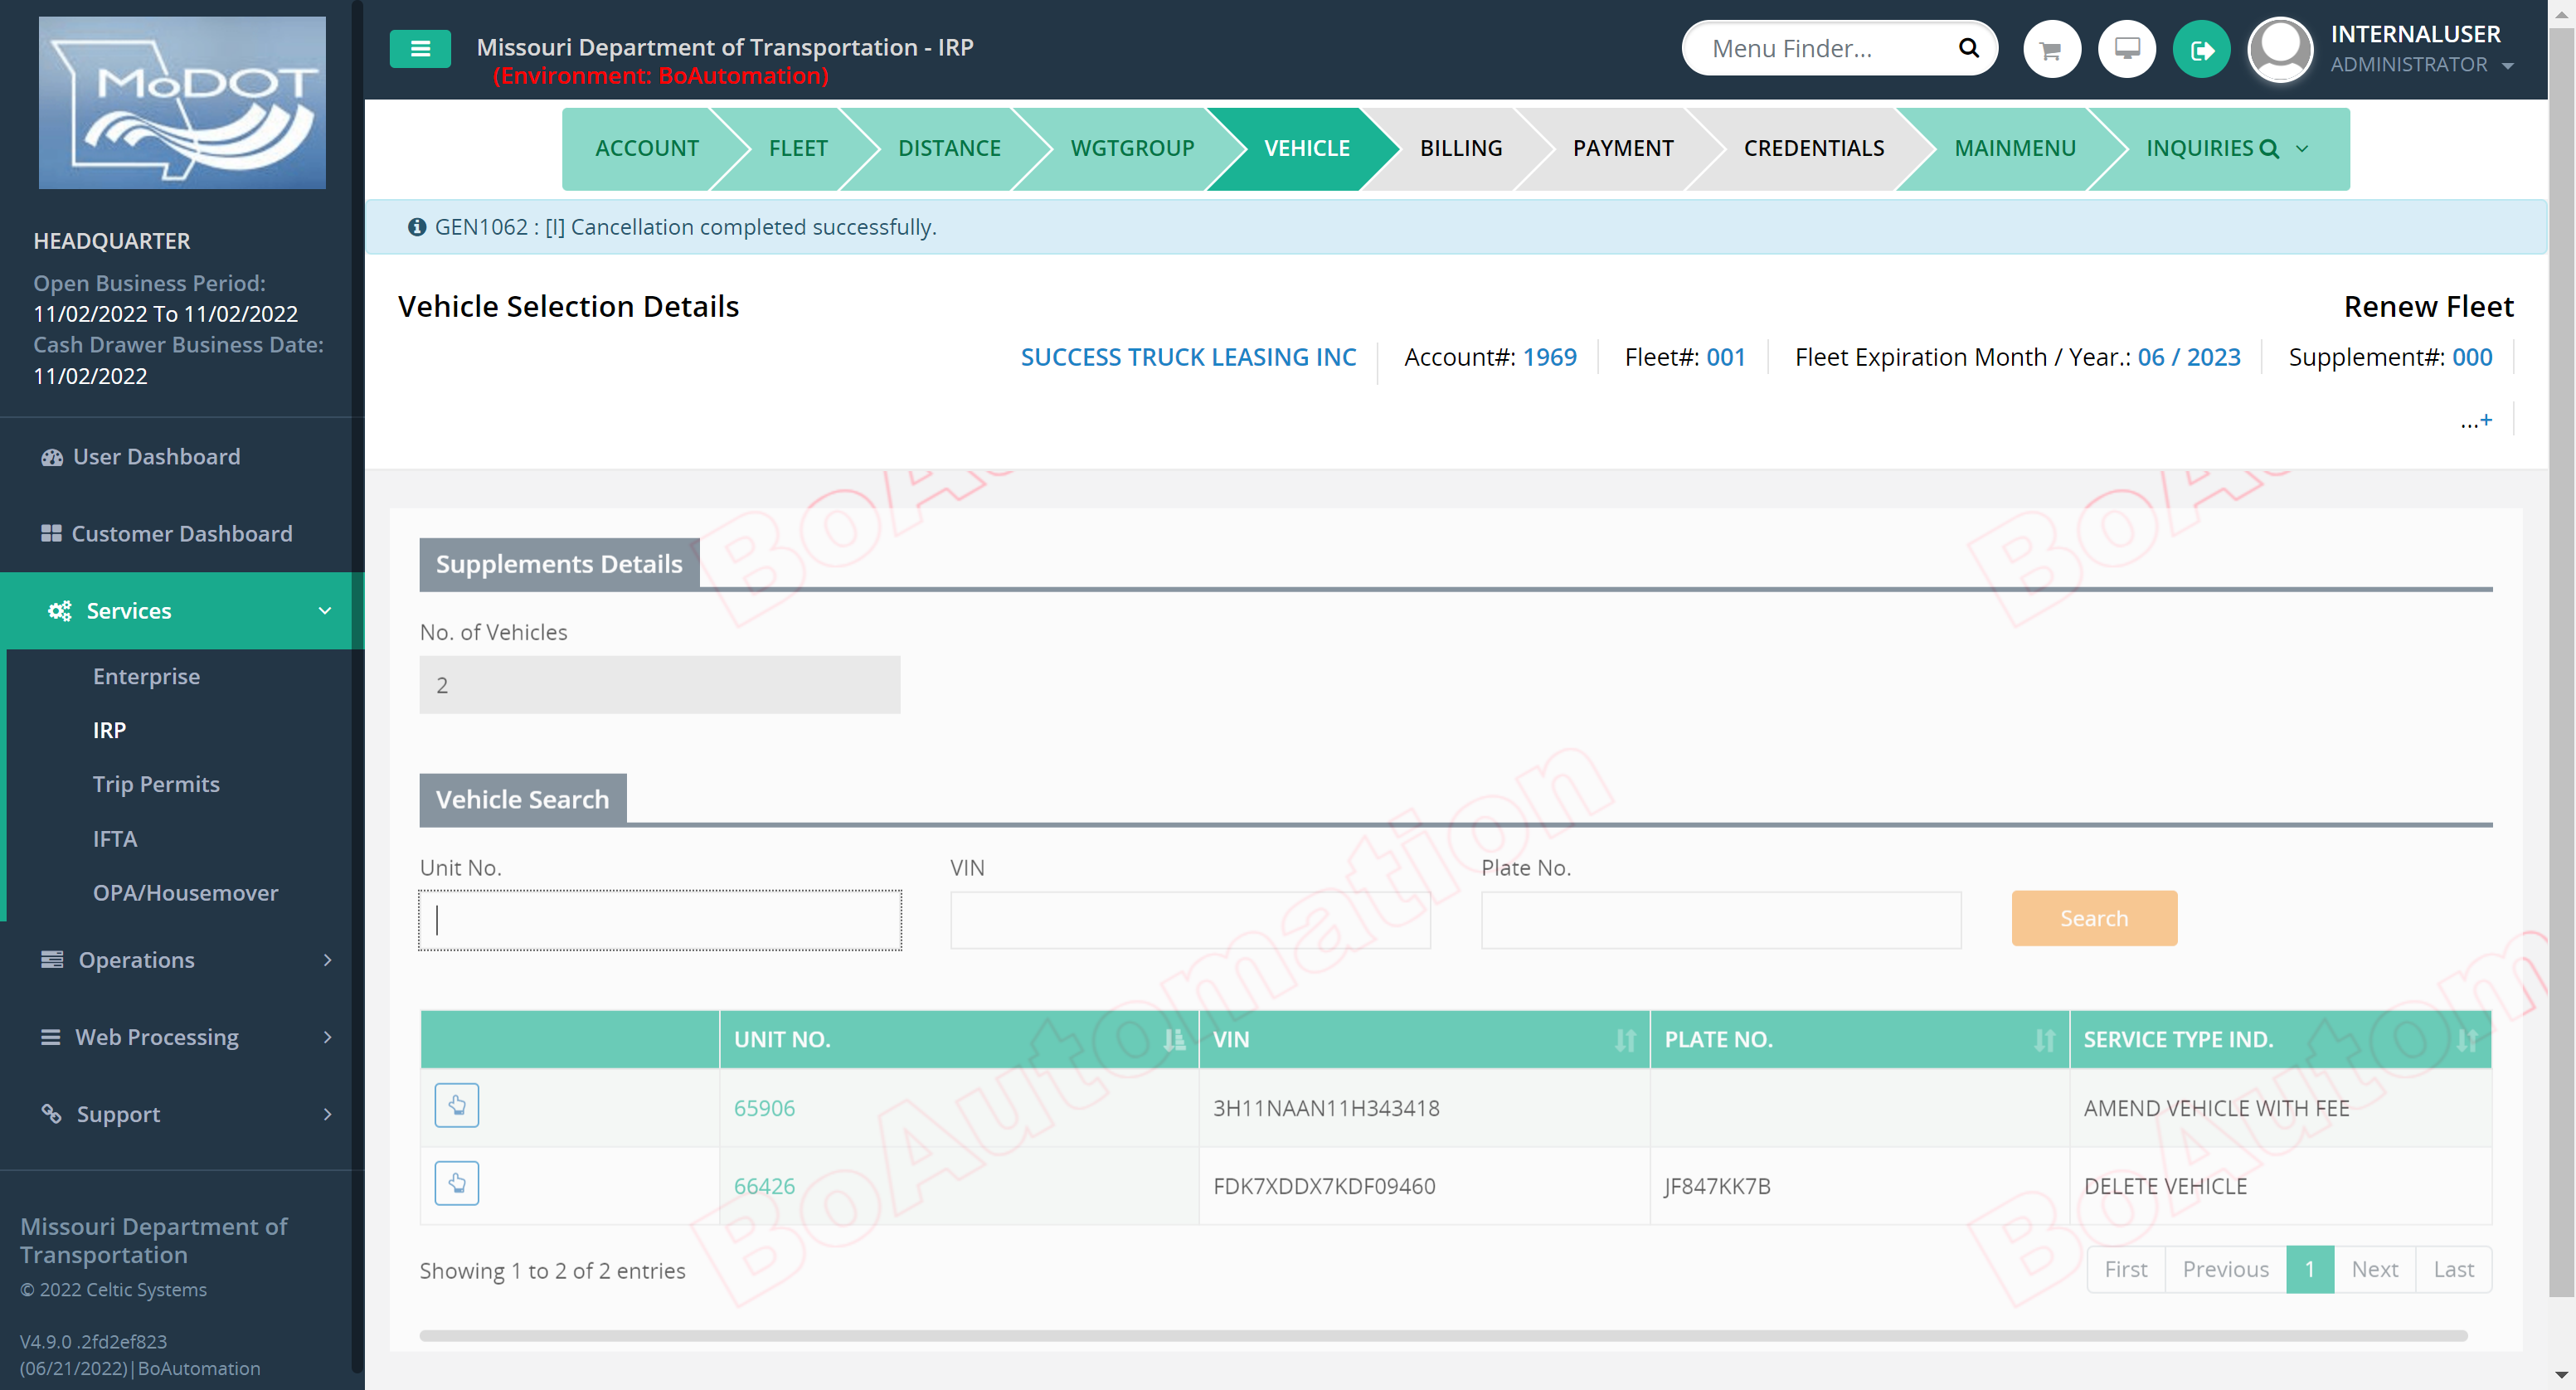 MoDOT
HEADQUARTER
Open Business Period:
11/02/2022 To 11/02/2022
Cash Drawer Business Date:
11/02/2022
User Dashboard
Customer Dashboard
Services
Enterprise
IRP
Trip Permits
IFTA
OPA/Housemover
Operations
Web Processing
Support
Missouri Department of
Transportation
© 2022 Celtic Systems
V4.9.0 .2fd2ef823
(06/21/2022)|BoAutomation
Missouri Department of Transportation - IRP
(Environment: BoAutomation)
Menu Finder...
INTERNALUSER
ADMINISTRATOR
ACCOUNT FLEET DISTANCE WGTGROUP VEHICLE BILLING PAYMENT CREDENTIALS MAINMENU INQUIRIES
GEN1062 : [I] Cancellation completed successfully.
Vehicle Selection Details Renew Fleet
SUCCESS TRUCK LEASING INC Account#: 1969 Fleet#: 001 Fleet Expiration Month / Year.: 06 / 2023 Supplement#: 000
...+
Supplements Details
No. of Vehicles
2
Vehicle Search
Unit No. VIN Plate No.
Search
UNIT NO. VIN PLATE NO. SERVICE TYPE IND.
65906 3H11NAAN11H343418 AMEND VEHICLE WITH FEE
66426 FDK7XDDX7KDF09460 JF847KK7B DELETE VEHICLE
Showing 1 to 2 of 2 entries
First Previous 1 Next Last
BoA
BoA
BoAutomation
BoAutom